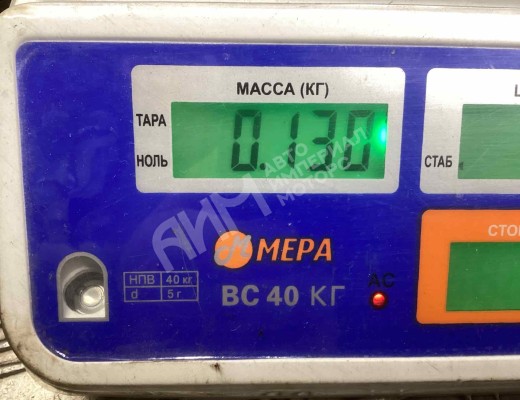 МАССА (КГ)
ТАРА
0.130
НОЛЬ
СТАБ
МЕРА
НПВ 40 кг
d 5 г
ВС 40 КГ
АС
АИМ АВТО
ИМПЕРИАЛ
МОТОРС